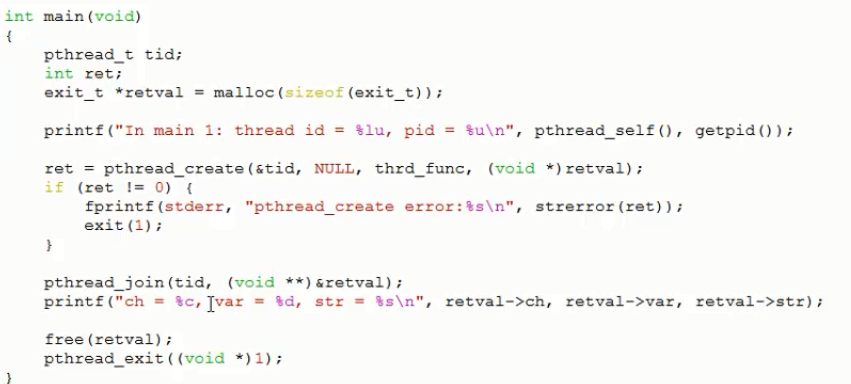 int main(void)
{
    pthread_t tid;
    int ret;
    exit_t *retval = malloc(sizeof(exit_t));

    printf("In main 1: thread id = %lu, pid = %u\n", pthread_self(), getpid());

    ret = pthread_create(&tid, NULL, thrd_func, (void *)retval);
    if (ret != 0) {
        fprintf(stderr, "pthread_create error:%s\n", strerror(ret));
        exit(1);
    }

    pthread_join(tid, (void **)&retval);
    printf("ch = %c, var = %d, str = %s\n", retval->ch, retval->var, retval->str);

    free(retval);
    pthread_exit((void *)1);
}